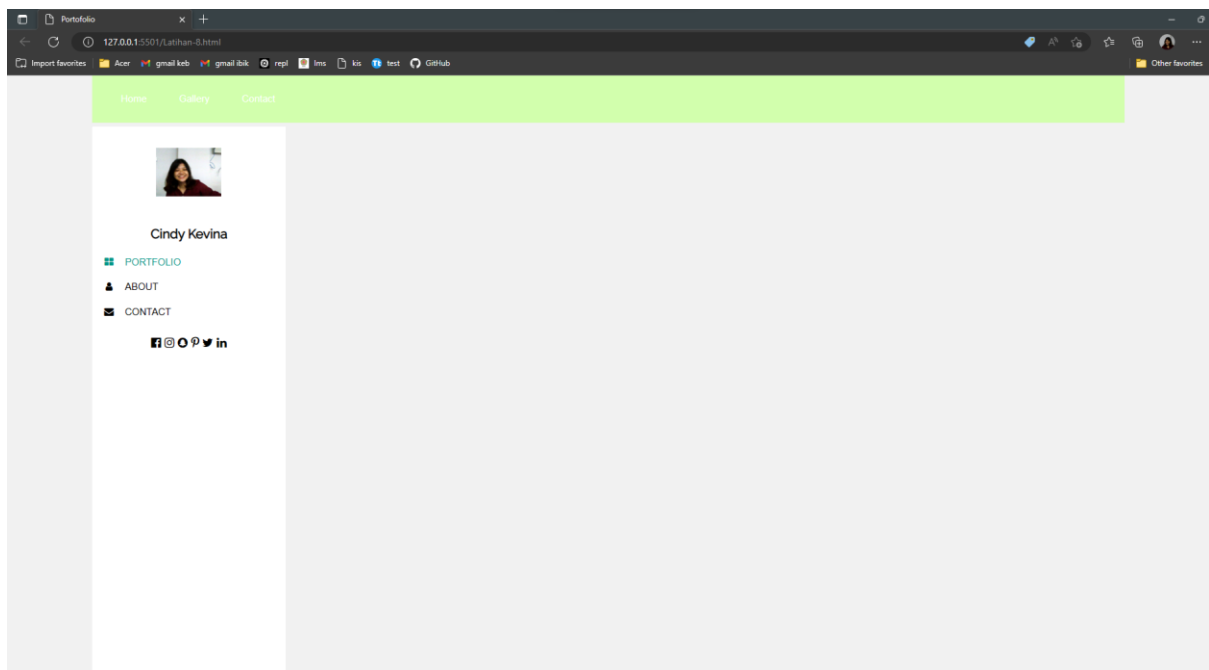 Portofolio
127.0.0.1:5501/Latihan-8.html
Import favorites Acer gmail keb gmail ibik repl lms kis test GitHub Other favorites
Home Gallery Contact
Cindy Kevina
PORTFOLIO
ABOUT
CONTACT